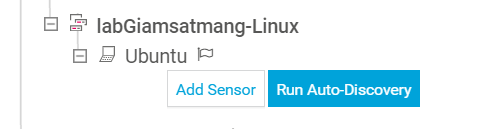 labGiamsatmang-Linux
Ubuntu
Add Sensor Run Auto-Discovery